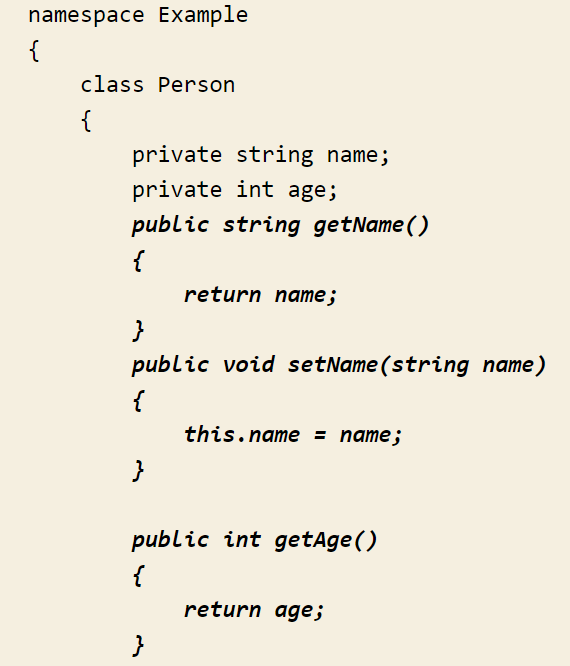 namespace Example
{
    class Person
    {
        private string name;
        private int age;
        public string getName()
        {
            return name;
        }
        public void setName(string name)
        {
            this.name = name;
        }

        public int getAge()
        {
            return age;
        }